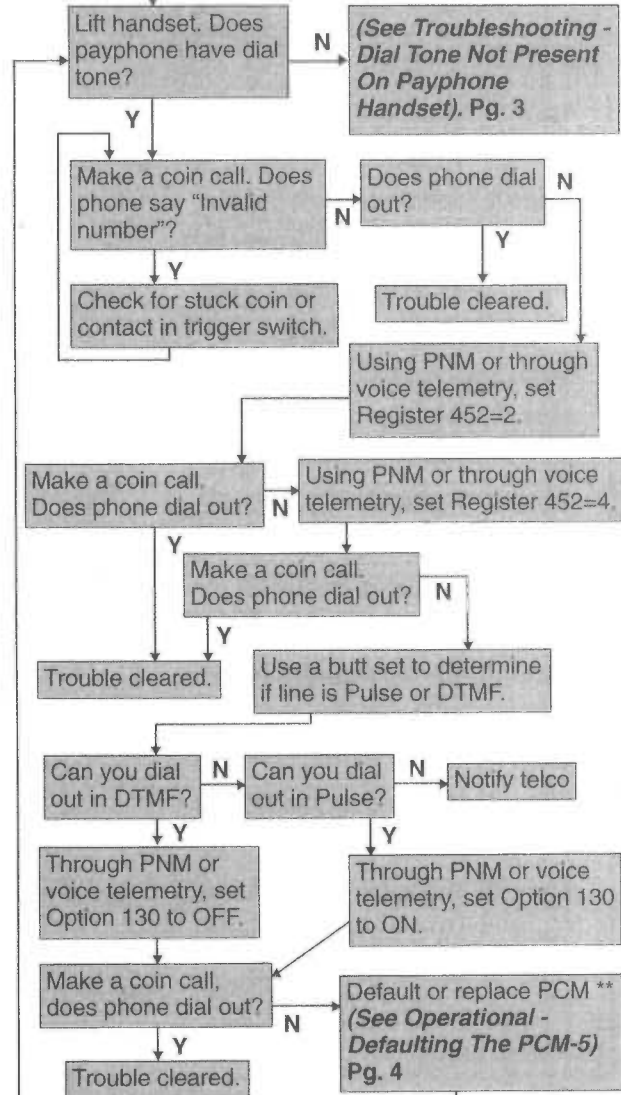 Lift handset. Does
payphone have dial
tone?
N
(See Troubleshooting -
Dial Tone Not Present
On Payphone
Handset). Pg. 3
Y
Make a coin call. Does
phone say “Invalid
number”?
N
Does phone dial
out?
N
Y
Y
Check for stuck coin or
contact in trigger switch.
Trouble cleared.
Using PNM or through
voice telemetry, set
Register 452=2.
Make a coin call.
Does phone dial out?
N
Using PNM or through voice
telemetry, set Register 452=4.
Y
Make a coin call.
Does phone dial out?
N
Y
Trouble cleared.
Use a butt set to determine
if line is Pulse or DTMF.
Can you dial
out in DTMF?
N
Can you dial
out in Pulse?
N
Notify telco
Y
Y
Through PNM or
voice telemetry, set
Option 130 to OFF.
Through PNM or voice
telemetry, set Option 130
to ON.
Make a coin call,
does phone dial out?
N
Default or replace PCM **
(See Operational -
Defaulting The PCM-5)
Pg. 4
Y
Trouble cleared.